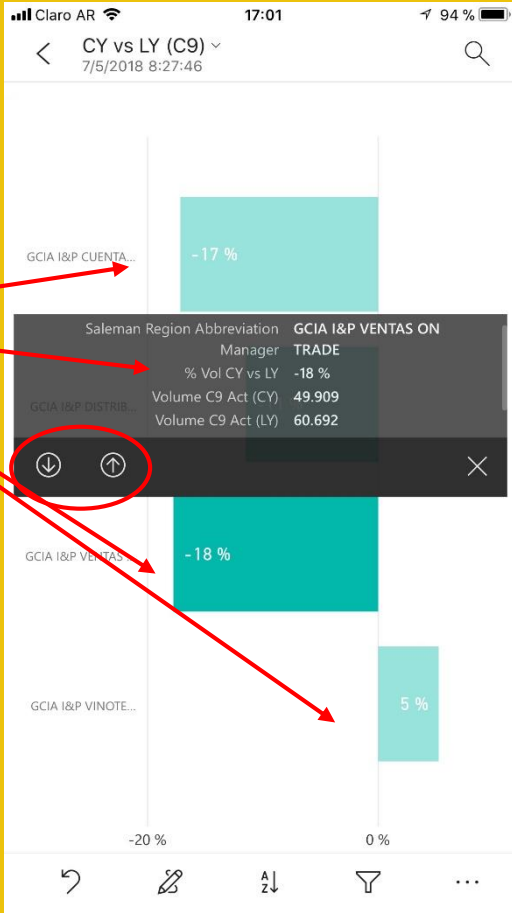 Claro AR 17:01 94 %
CY vs LY (C9)
7/5/2018 8:27:46
GCIA I&P CUENTA...
-17 %
Saleman Region Abbreviation GCIA I&P VENTAS ON
Manager TRADE
% Vol CY vs LY -18 %
Volume C9 Act (CY) 49.909
Volume C9 Act (LY) 60.692
GCIA I&P DISTRIB...
GCIA I&P VENTAS ...
-18 %
GCIA I&P VINOTE...
5 %
-20 % 0 %
A
Z